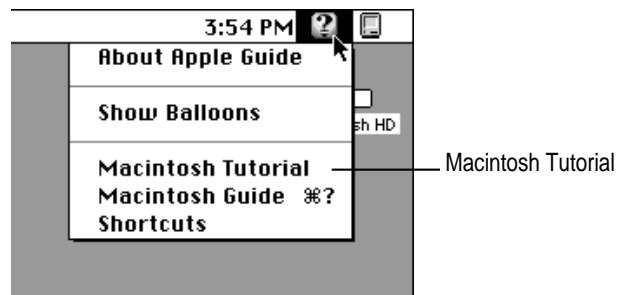 3:54 PM
About Apple Guide
Show Balloons
sh HD
Macintosh Tutorial
Macintosh Tutorial
Macintosh Guide ⌘?
Shortcuts